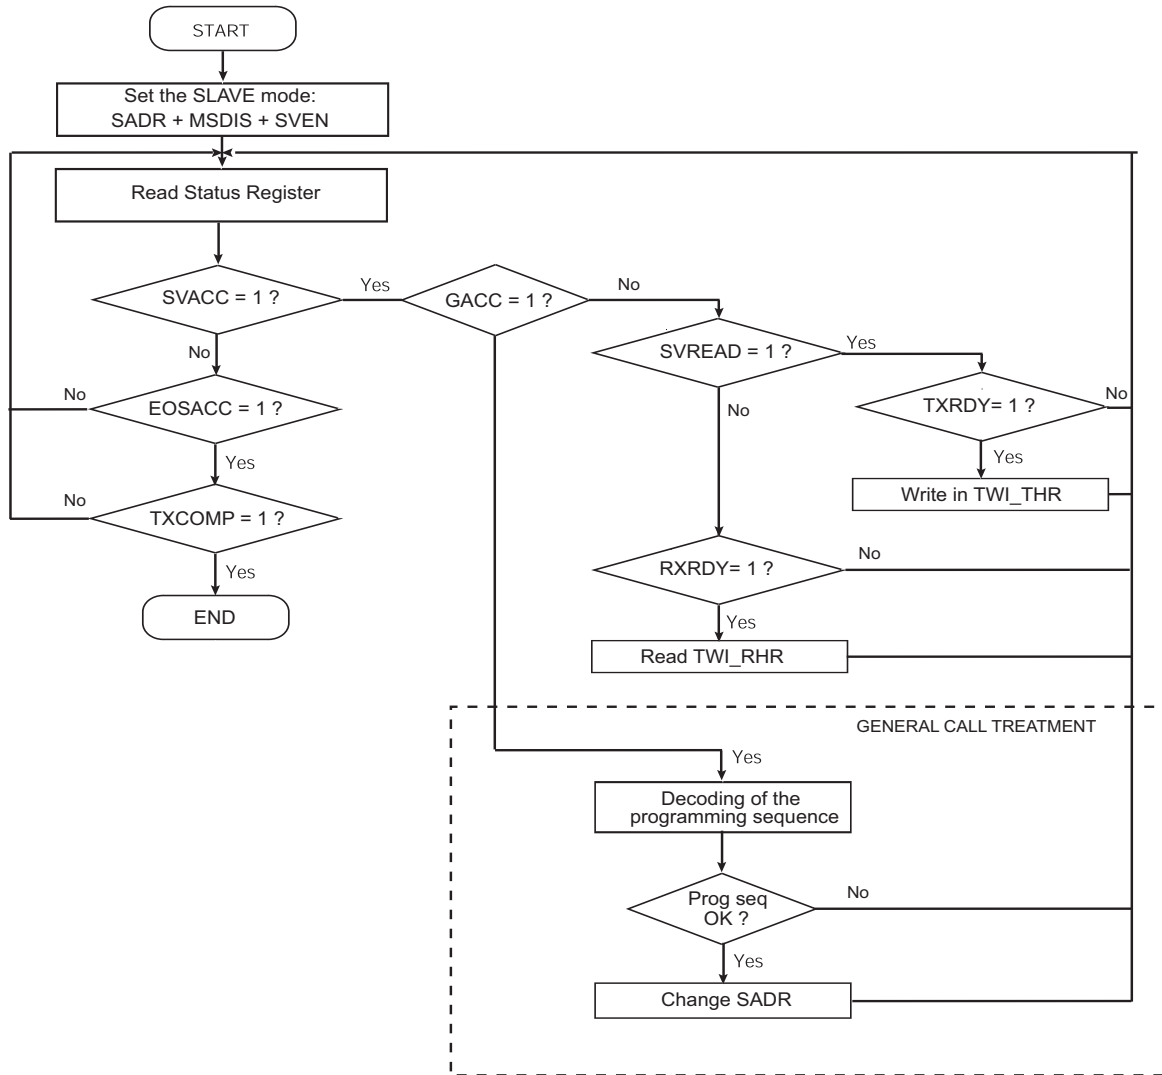 START
Set the SLAVE mode:
SADR + MSDIS + SVEN
Read Status Register
SVACC = 1 ?
Yes
GACC = 1 ?
No
SVREAD = 1 ?
Yes
No
EOSACC = 1 ?
No
No
TXRDY= 1 ?
No
Yes
Yes
Write in TWI_THR
No
TXCOMP = 1 ?
Yes
END
RXRDY= 1 ?
No
Yes
Read TWI_RHR
GENERAL CALL TREATMENT
Yes
Decoding of the
programming sequence
Prog seq
OK ?
No
Yes
Change SADR